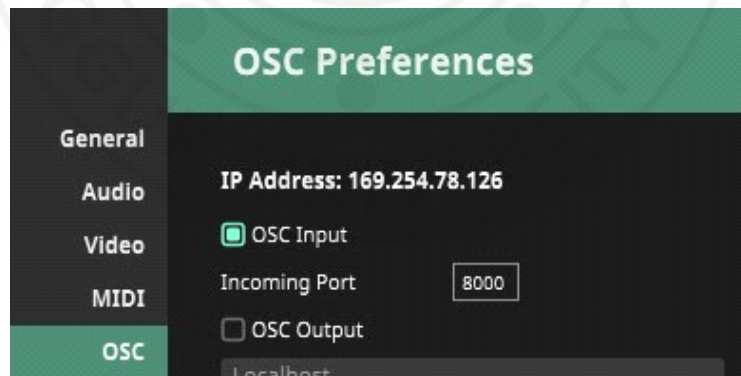 OSC Preferences
General
Audio
Video
MIDI
OSC
IP Address: 169.254.78.126
OSC Input
Incoming Port 8000
OSC Output
Localhost